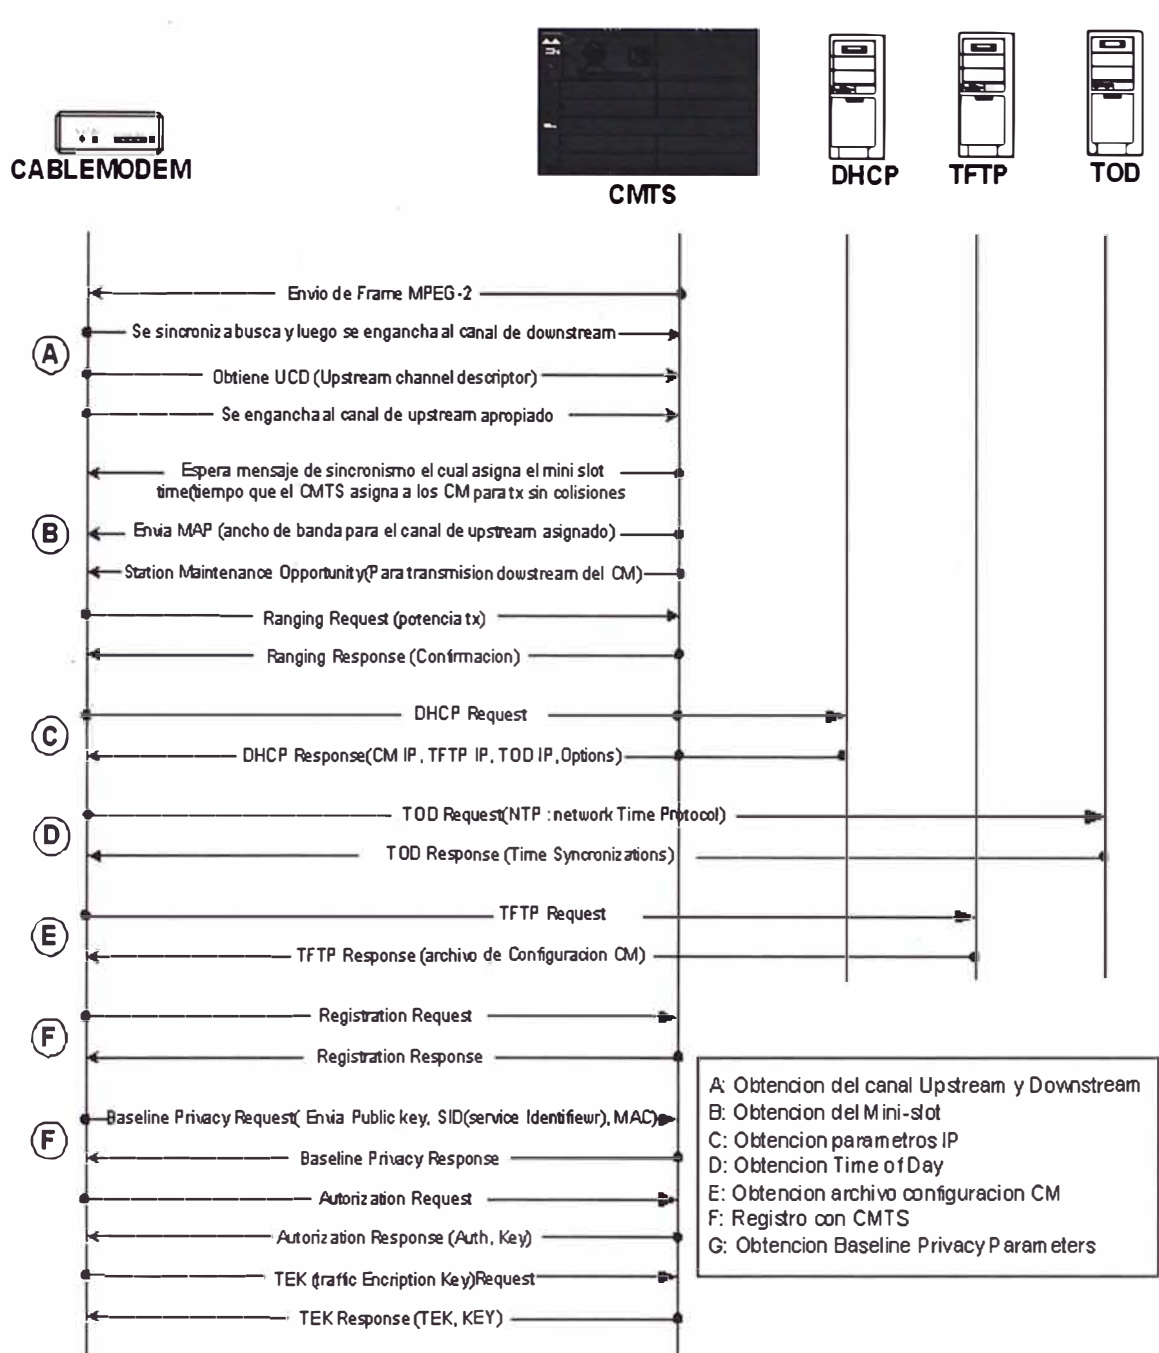 CABLEMODEM
CMTS
DHCP
TFTP
TOD
Envio de Frame MPEG-2
Se sincroniza busca y luego se engancha al canal de downstream
A
Obtiene UCD (Upstream channel descriptor)
Se engancha al canal de upstream apropiado
Espera mensaje de sincronismo el cual asigna el mini slot
time(tiempo que el CMTS asigna a los CM para tx sin colisiones
B
Envia MAP (ancho de banda para el canal de upstream asignado)
Station Maintenance Opportunity(Para transmision dowstream del CM)
Ranging Request (potencia tx)
Ranging Response (Confirmacion)
C
DHCP Request
DHCP Response(CM IP, TFTP IP, TOD IP, Options)
D
TOD Request(NTP : network Time Protocol)
TOD Response (Time Syncronizations)
E
TFTP Request
TFTP Response (archivo de Configuracion CM)
F
Registration Request
Registration Response
F
Baseline Privacy Request( Envia Public key, SID(service Identifiewr), MAC)
Baseline Privacy Response
Autorization Request
Autorization Response (Auth, Key)
TEK (traffic Encription Key)Request
TEK Response (TEK, KEY)
A: Obtencion del canal Upstream y Downstream
B: Obtencion del Mini-slot
C: Obtencion parametros IP
D: Obtencion Time of Day
E: Obtencion archivo configuracion CM
F: Registro con CMTS
G: Obtencion Baseline Privacy Parameters